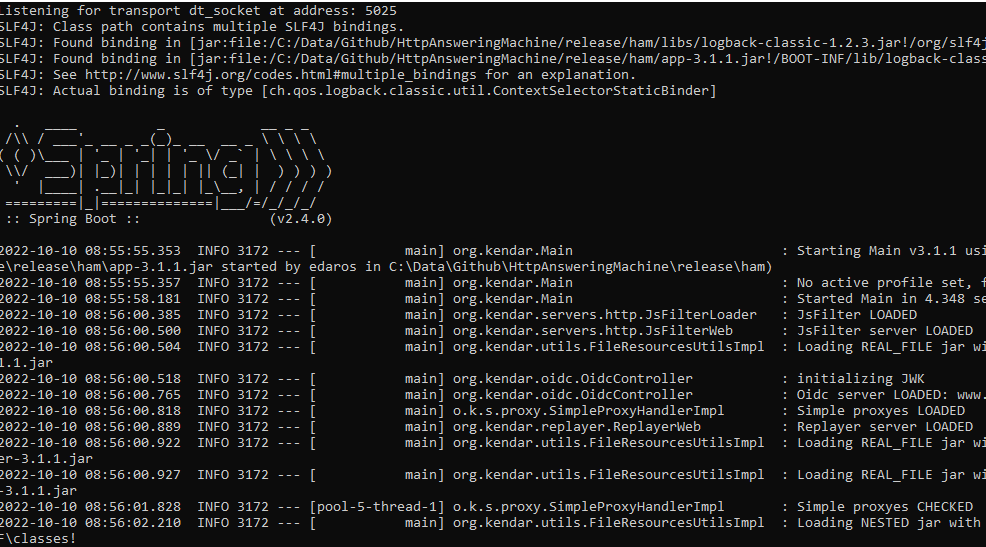 Listening for transport dt_socket at address: 5025
SLF4J: Class path contains multiple SLF4J bindings.
SLF4J: Found binding in [jar:file:/C:/Data/Github/HttpAnsweringMachine/release/ham/libs/logback-classic-1.2.3.jar!/org/slf4j
SLF4J: Found binding in [jar:file:/C:/Data/Github/HttpAnsweringMachine/release/ham/app-3.1.1.jar!/BOOT-INF/lib/logback-class
SLF4J: See http://www.slf4j.org/codes.html#multiple_bindings for an explanation.
SLF4J: Actual binding is of type [ch.qos.logback.classic.util.ContextSelectorStaticBinder]
Spring
:: Spring Boot ::                (v2.4.0)
2022-10-10 08:55:55.353  INFO 3172 --- [           main] org.kendar.Main                          : Starting Main v3.1.1 usi
e\release\ham\app-3.1.1.jar started by edaros in C:\Data\Github\HttpAnsweringMachine\release\ham)
2022-10-10 08:55:55.357  INFO 3172 --- [           main] org.kendar.Main                          : No active profile set, f
2022-10-10 08:55:58.181  INFO 3172 --- [           main] org.kendar.Main                          : Started Main in 4.348 se
2022-10-10 08:56:00.385  INFO 3172 --- [           main] org.kendar.servers.http.JsFilterLoader   : JsFilter LOADED
2022-10-10 08:56:00.500  INFO 3172 --- [           main] org.kendar.servers.http.JsFilterWeb      : JsFilter server LOADED
2022-10-10 08:56:00.504  INFO 3172 --- [           main] org.kendar.utils.FileResourcesUtilsImpl  : Loading REAL_FILE jar wi
1.1.jar
2022-10-10 08:56:00.518  INFO 3172 --- [           main] org.kendar.oidc.OidcController           : initializing JWK
2022-10-10 08:56:00.765  INFO 3172 --- [           main] org.kendar.oidc.OidcController           : Oidc server LOADED: www.
2022-10-10 08:56:00.818  INFO 3172 --- [           main] o.k.s.proxy.SimpleProxyHandlerImpl       : Simple proxyes LOADED
2022-10-10 08:56:00.889  INFO 3172 --- [           main] org.kendar.replayer.ReplayerWeb          : Replayer server LOADED
2022-10-10 08:56:00.922  INFO 3172 --- [           main] org.kendar.utils.FileResourcesUtilsImpl  : Loading REAL_FILE jar wi
er-3.1.1.jar
2022-10-10 08:56:00.927  INFO 3172 --- [           main] org.kendar.utils.FileResourcesUtilsImpl  : Loading REAL_FILE jar wi
-3.1.1.jar
2022-10-10 08:56:01.828  INFO 3172 --- [pool-5-thread-1] o.k.s.proxy.SimpleProxyHandlerImpl       : Simple proxyes CHECKED
2022-10-10 08:56:02.210  INFO 3172 --- [           main] org.kendar.utils.FileResourcesUtilsImpl  : Loading NESTED jar with
F\classes!